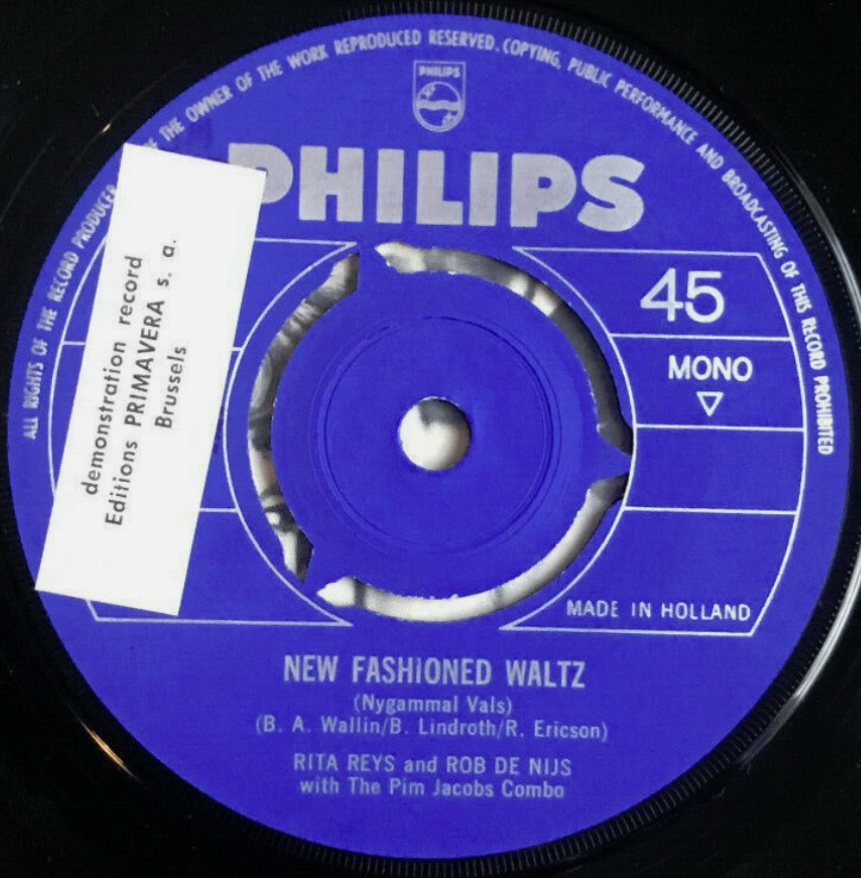 ALL RIGHTS OF THE RECORD PRODUCER THE OWNER OF THE WORK REPRODUCED RESERVED. COPYING, PUBLIC PERFORMANCE AND BROADCASTING OF THIS RECORD PROHIBITED
PHILIPS
PHILIPS
45
MONO
demonstration record
Editions PRIMAVERA s. a.
Brussels
MADE IN HOLLAND
NEW FASHIONED WALTZ
(Nygammal Vals)
(B. A. Wallin/B. Lindroth/R. Ericson)
RITA REYS and ROB DE NIJS
with The Pim Jacobs Combo